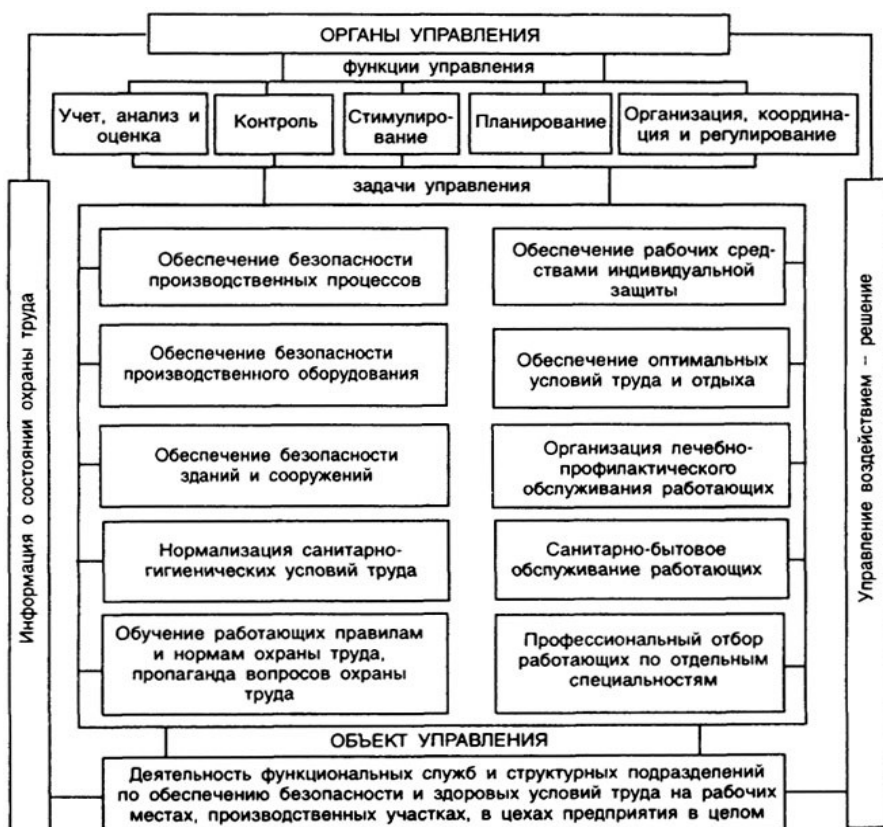 ОРГАНЫ УПРАВЛЕНИЯ
функции управления
Учет, анализ и
оценка
Контроль
Стимулиро-
вание
Планирование
Организация, координа-
ция и регулирование
задачи управления
Информация о состоянии охраны труда
Обеспечение безопасности
производственных процессов
Обеспечение безопасности
производственного оборудования
Обеспечение безопасности
зданий и сооружений
Нормализация санитарно-
гигиенических условий труда
Обучение работающих правилам
и нормам охраны труда,
пропаганда вопросов охраны
труда
Обеспечение рабочих сред-
ствами индивидуальной
защиты
Обеспечение оптимальных
условий труда и отдыха
Организация лечебно-
профилактического
обслуживания работающих
Санитарно-бытовое
обслуживание работающих
Профессиональный отбор
работающих по отдельным
специальностям
Управление воздействием – решение
ОБЪЕКТ УПРАВЛЕНИЯ
Деятельность функциональных служб и структурных подразделений
по обеспечению безопасности и здоровых условий труда на рабочих
местах, производственных участках, в цехах предприятия в целом